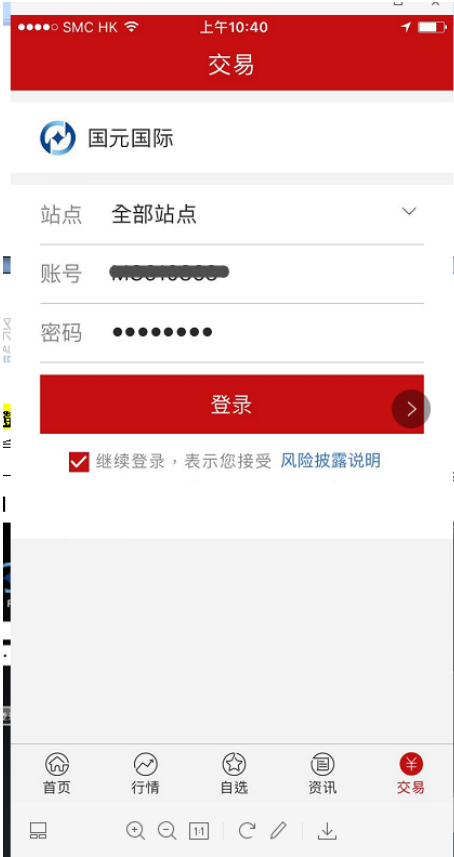 SMC HK 上午10:40
交易
国元国际
站点 全部站点
账号
密码 ●●●●●●●●
登录
继续登录，表示您接受 风险披露说明
首页 行情 自选 资讯 交易
1:1